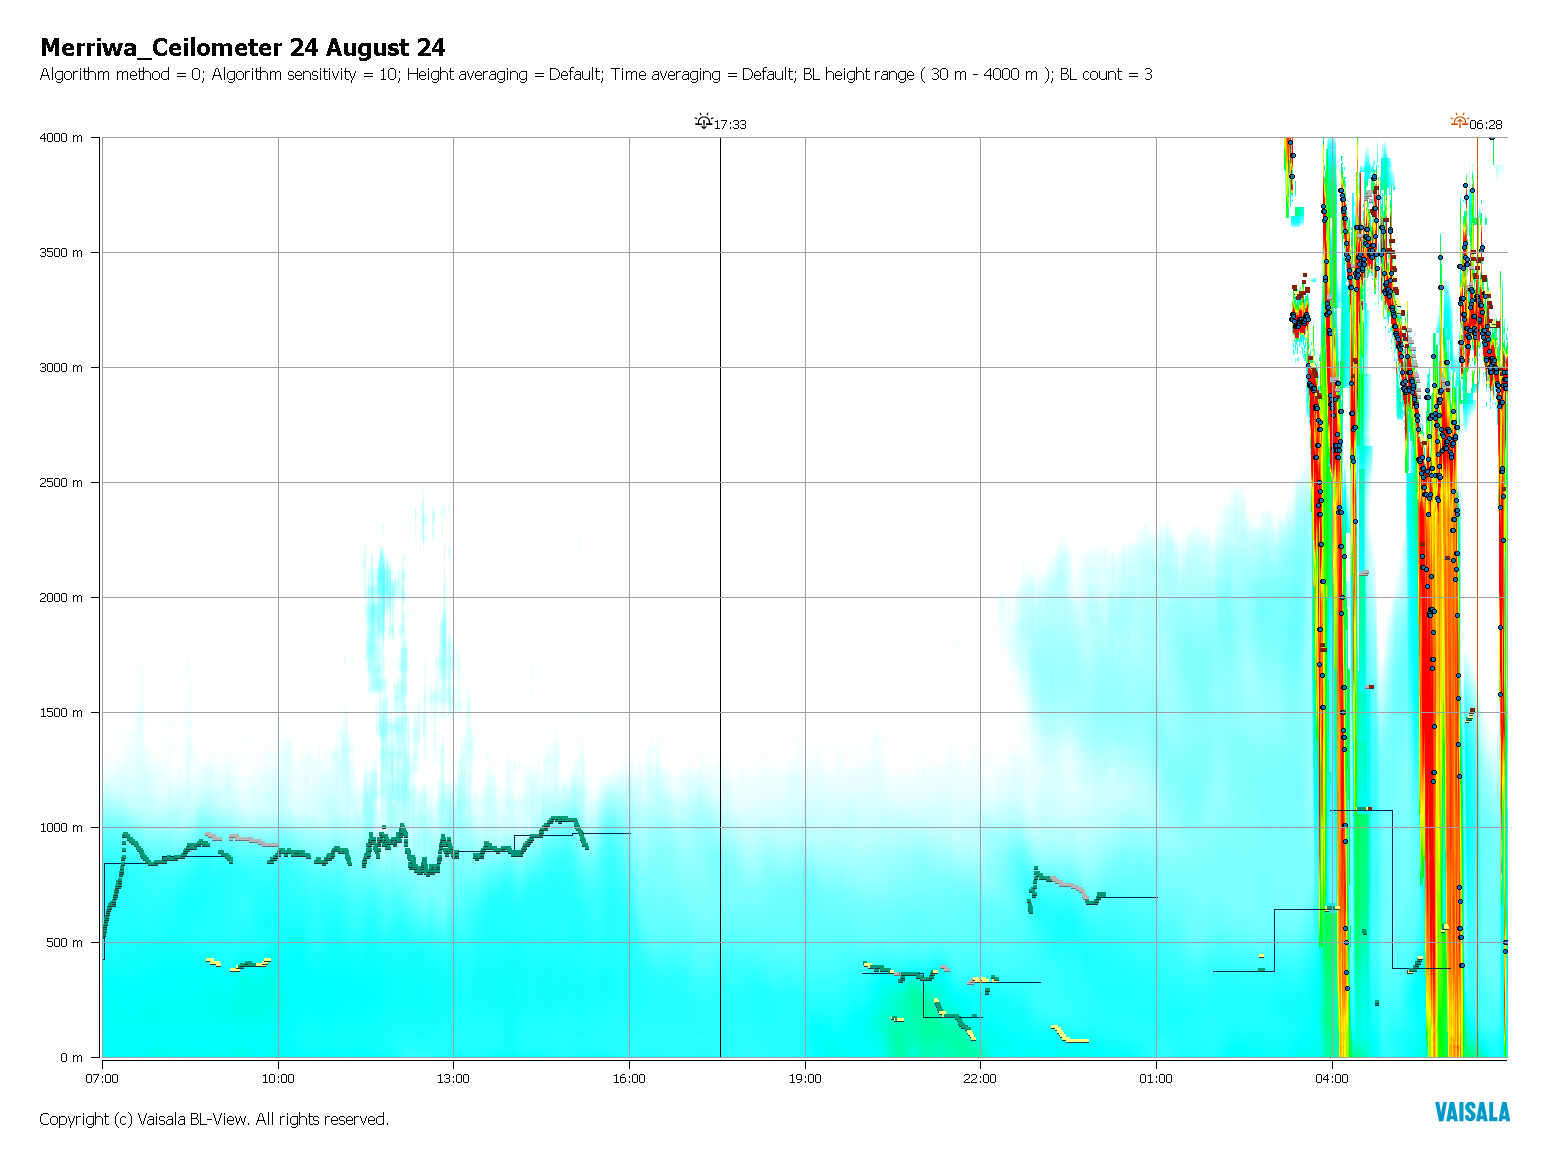 Merriwa_Ceilometer 24 August 24
Algorithm method = 0; Algorithm sensitivity = 10; Height averaging = Default; Time averaging = Default; BL height range ( 30 m - 4000 m ); BL count = 3
17:33
06:28
4000 m
3500 m
3000 m
2500 m
2000 m
1500 m
1000 m
500 m
0 m
07:00 10:00 13:00 16:00 19:00 22:00 01:00 04:00
Copyright (c) Vaisala BL-View. All rights reserved.
VAISALA